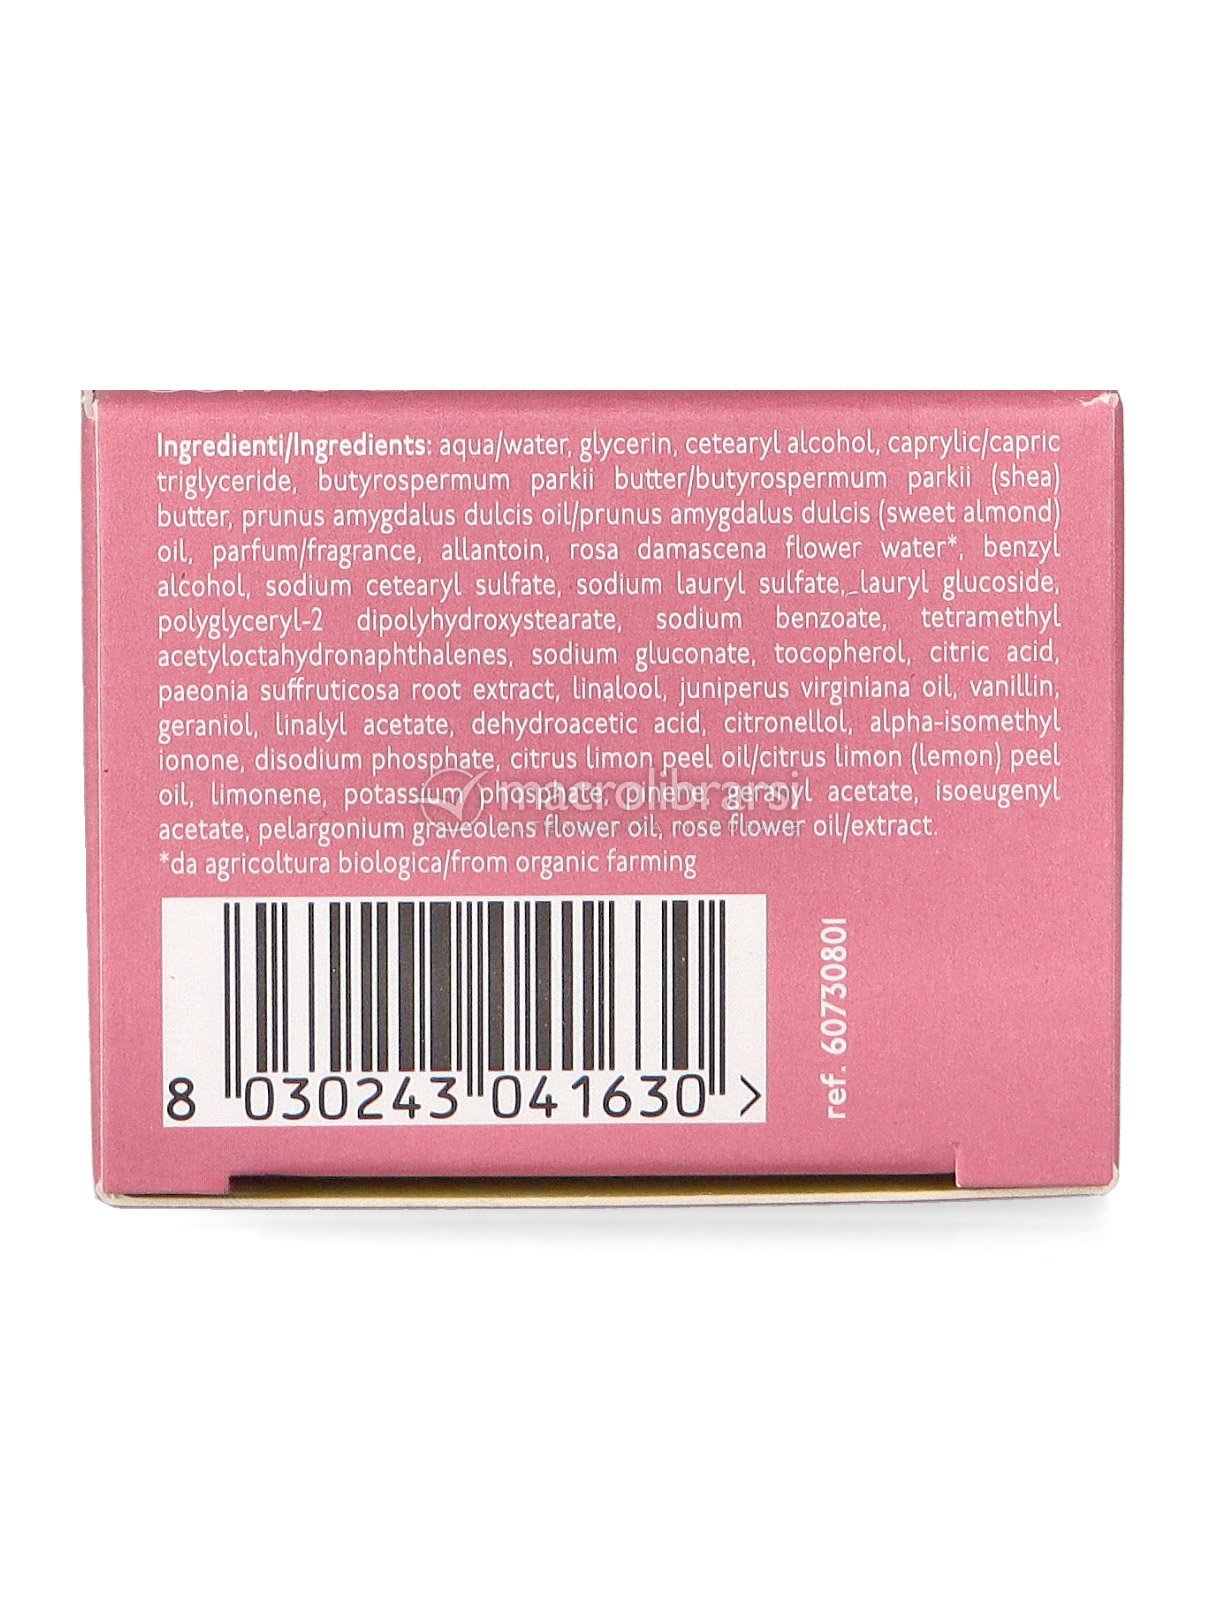 Ingredienti/Ingredients: aqua/water, glycerin, cetearyl alcohol, caprylic/capric
triglyceride, butyrospermum parkii butter/butyrospermum parkii (shea)
butter, prunus amygdalus dulcis oil/prunus amygdalus dulcis (sweet almond)
oil, parfum/fragrance, allantoin, rosa damascena flower water*, benzyl
alcohol, sodium cetearyl sulfate, sodium lauryl sulfate, lauryl glucoside,
polyglyceryl-2 dipolyhydroxystearate, sodium benzoate, tetramethyl
acetyloctahydronaphthalenes, sodium gluconate, tocopherol, citric acid,
paeonia suffruticosa root extract, linalool, juniperus virginiana oil, vanillin,
geraniol, linalyl acetate, dehydroacetic acid, citronellol, alpha-isomethyl
ionone, disodium phosphate, citrus limon peel oil/citrus limon (lemon) peel
oil, limonene, potassium phosphate, pinene, geranyl acetate, isoeugenyl
acetate, pelargonium graveolens flower oil, rose flower oil/extract.
*da agricoltura biologica/from organic farming
macrolibrarsi
8 030243 041630 >
ref. 60730801